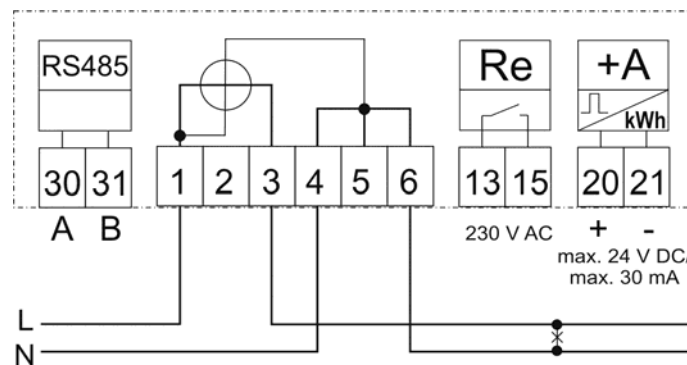 RS485
Re
+A
kWh
30 31
1 2 3 4 5 6
13 15
20 21
A B
230 V AC
+ -
max. 24 V DC/
max. 30 mA
L
N